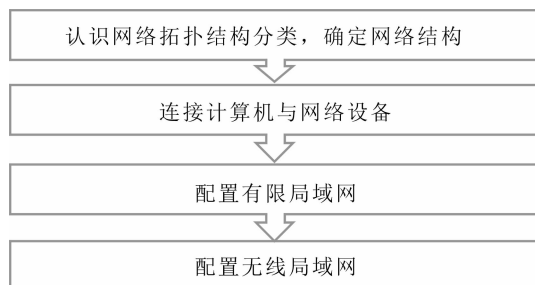 认识网络拓扑结构分类，确定网络结构
连接计算机与网络设备
配置有限局域网
配置无线局域网